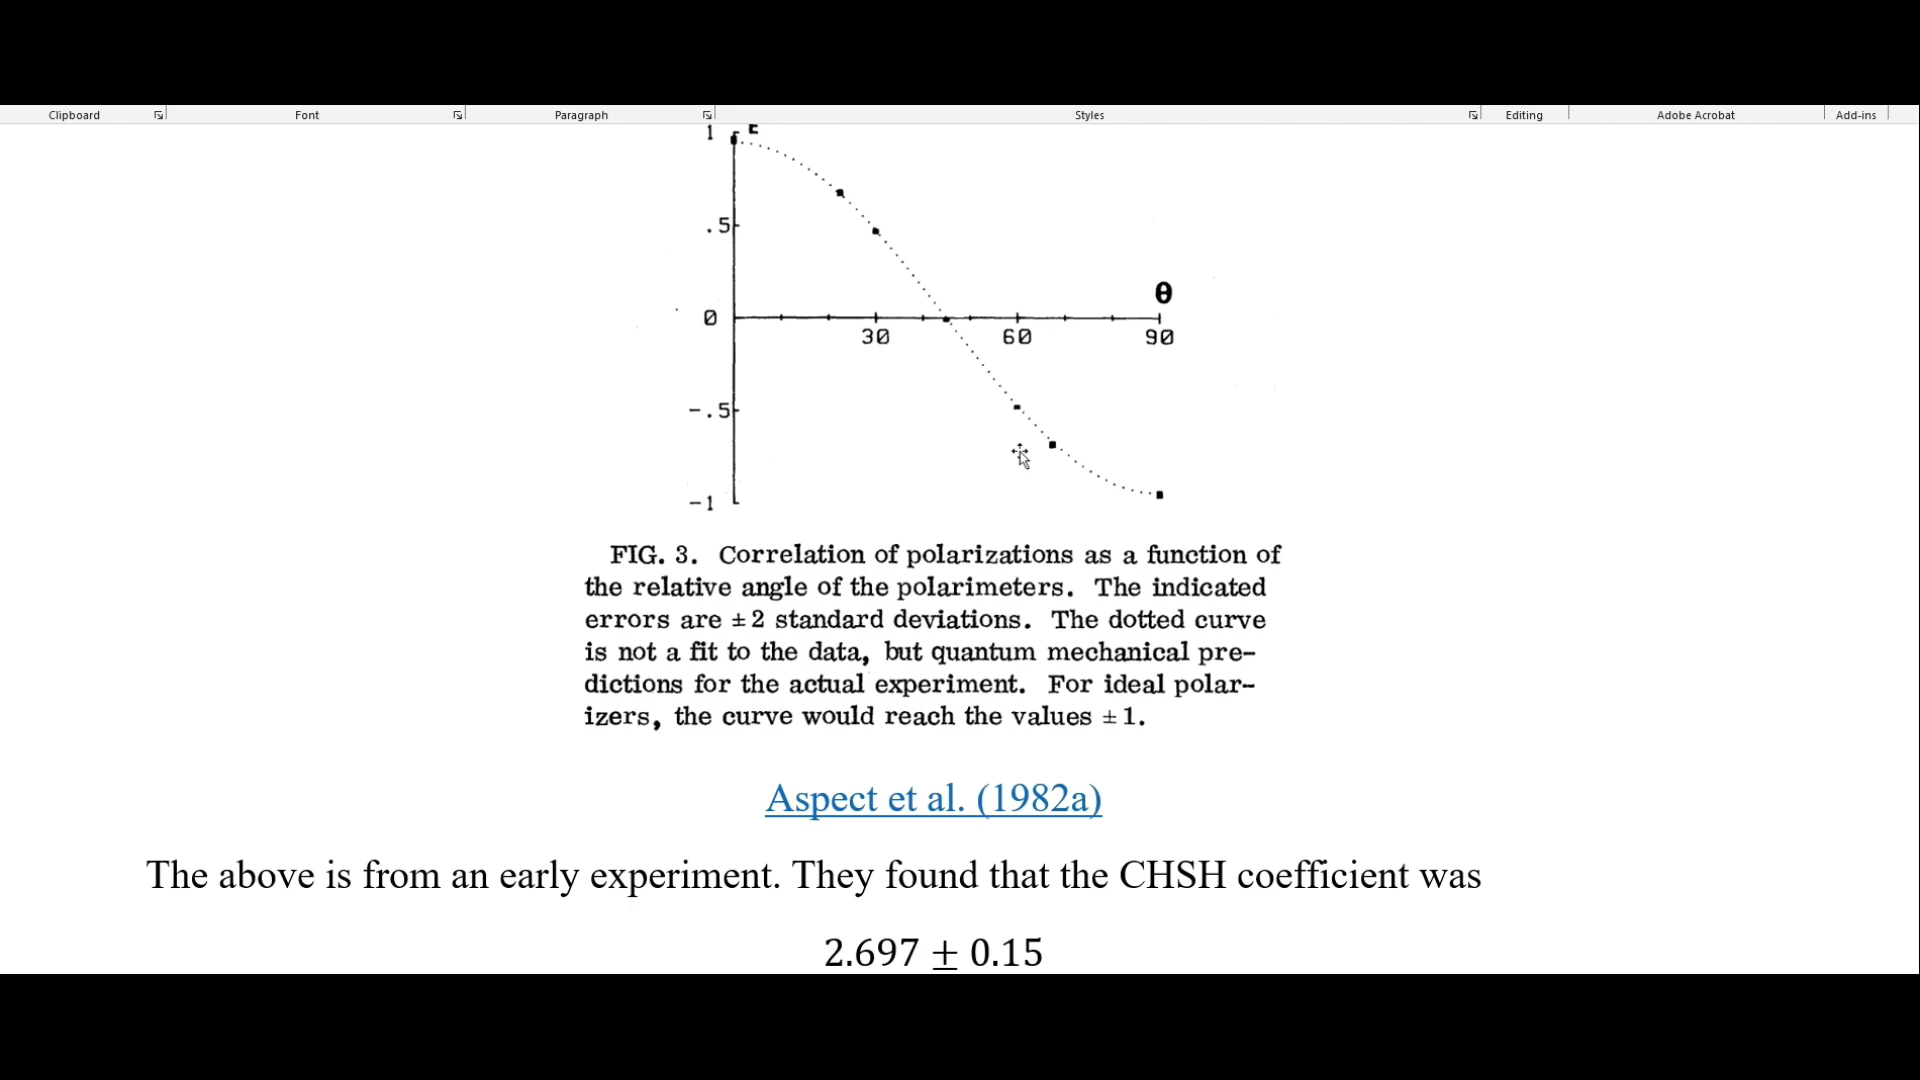 Clipboard Font Paragraph Styles Editing Adobe Acrobat Add-ins
1 E
.5
θ
0
30 60 90
-.5
-1
FIG. 3. Correlation of polarizations as a function of
the relative angle of the polarimeters. The indicated
errors are ±2 standard deviations. The dotted curve
is not a fit to the data, but quantum mechanical pre-
dictions for the actual experiment. For ideal polar-
izers, the curve would reach the values ±1.
Aspect et al. (1982a)
The above is from an early experiment. They found that the CHSH coefficient was
2.697 ± 0.15